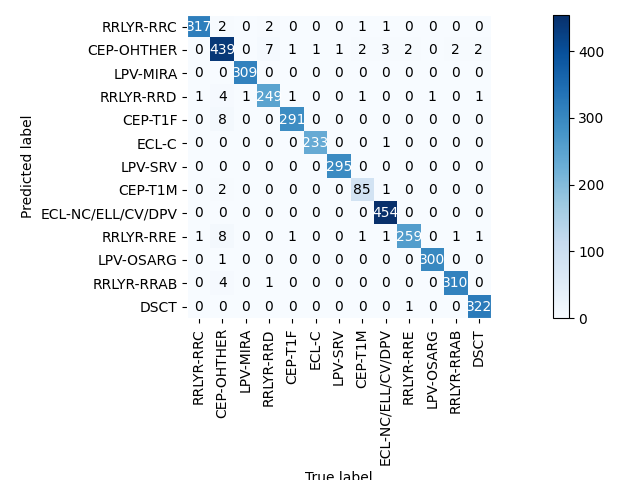 RRLYR-RRC 317 2 0 2 0 0 0 1 1 0 0 0 0
CEP-OHTHER 0 439 0 7 1 1 1 2 3 2 0 2 2
LPV-MIRA 0 0 309 0 0 0 0 0 0 0 0 0 0
RRLYR-RRD 1 4 1 249 1 0 0 1 0 0 1 0 1
CEP-T1F 0 8 0 0 291 0 0 0 0 0 0 0 0
ECL-C 0 0 0 0 0 233 0 0 1 0 0 0 0
LPV-SRV 0 0 0 0 0 0 295 0 0 0 0 0 0
CEP-T1M 0 2 0 0 0 0 0 85 1 0 0 0 0
ECL-NC/ELL/CV/DPV 0 0 0 0 0 0 0 0 454 0 0 0 0
RRLYR-RRE 1 8 0 0 1 0 0 1 1 259 0 1 1
LPV-OSARG 0 1 0 0 0 0 0 0 0 0 300 0 0
RRLYR-RRAB 0 4 0 1 0 0 0 0 0 0 0 310 0
DSCT 0 0 0 0 0 0 0 0 0 1 0 0 322
Predicted label
RRLYR-RRC
CEP-OHTHER
LPV-MIRA
RRLYR-RRD
CEP-T1F
ECL-C
LPV-SRV
CEP-T1M
ECL-NC/ELL/CV/DPV
RRLYR-RRE
LPV-OSARG
RRLYR-RRAB
DSCT
True label
400
300
200
100
0